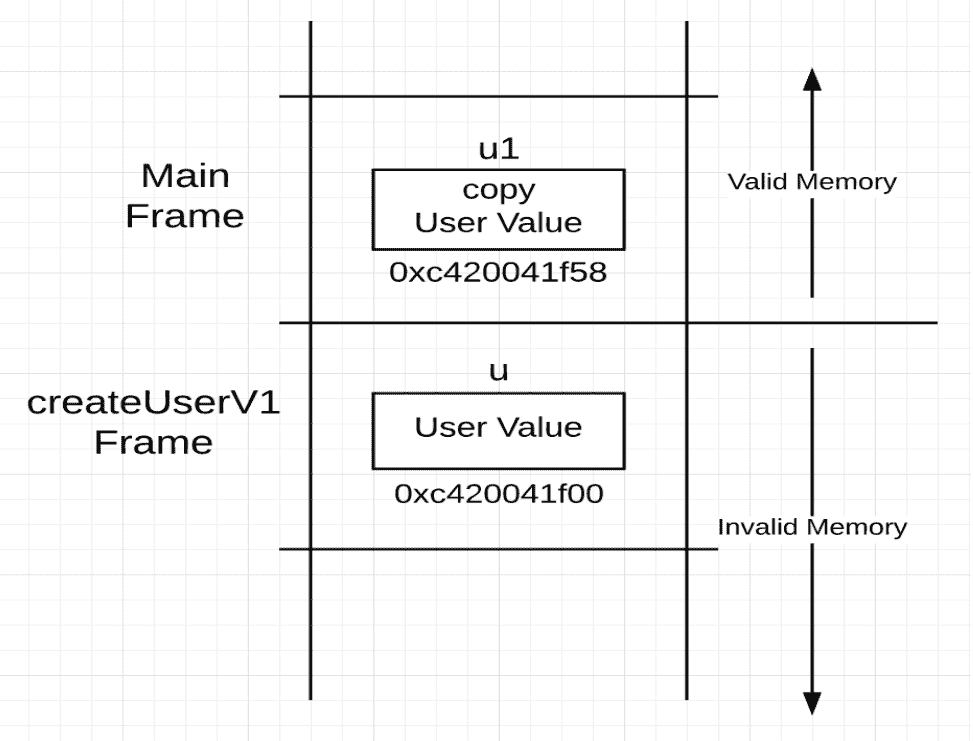 u1
Main
Frame
copy
User Value
Valid Memory
0xc420041f58
u
createUserV1
Frame
User Value
0xc420041f00
Invalid Memory